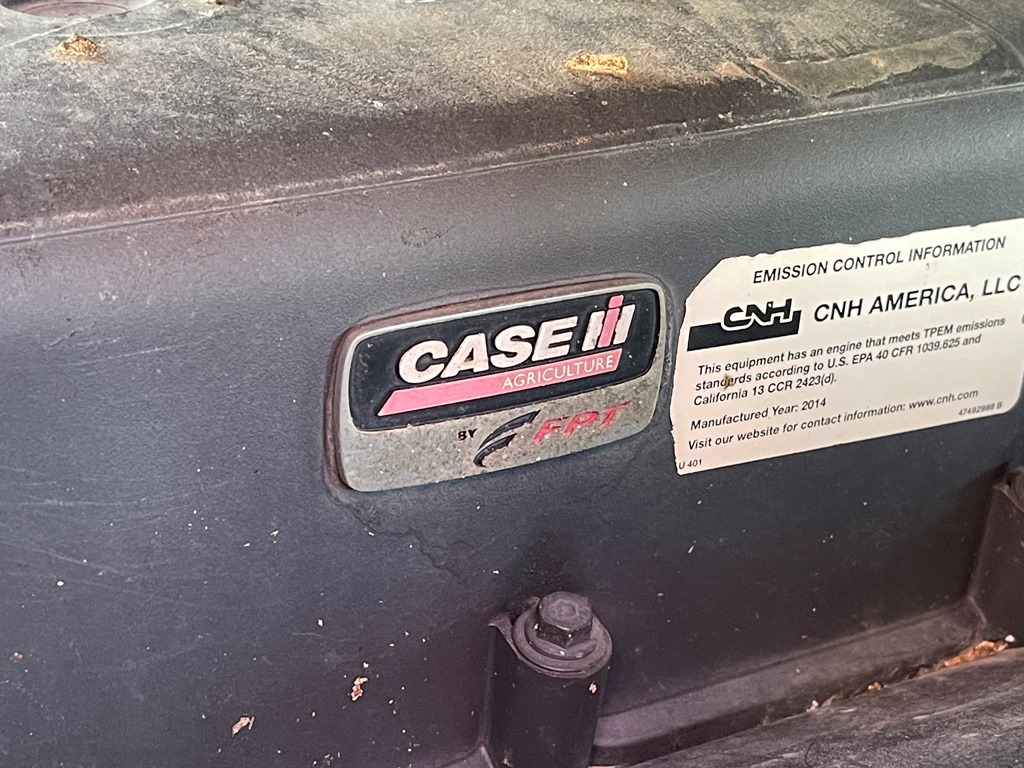 CASE IH
AGRICULTURE
BY FPT
EMISSION CONTROL INFORMATION
CNH CNH AMERICA, LLC
This equipment has an engine that meets TPEM emissions
standards according to U.S. EPA 40 CFR 1039.625 and
California 13 CCR 2423(d).
Manufactured Year: 2014
Visit our website for contact information: www.cnh.com
47492988 B
U 401